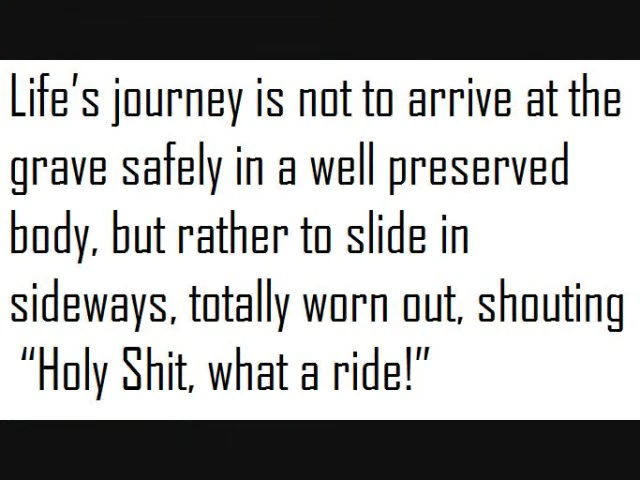 Life’s journey is not to arrive at the
grave safely in a well preserved
body, but rather to slide in
sideways, totally worn out, shouting
“Holy Shit, what a ride!”